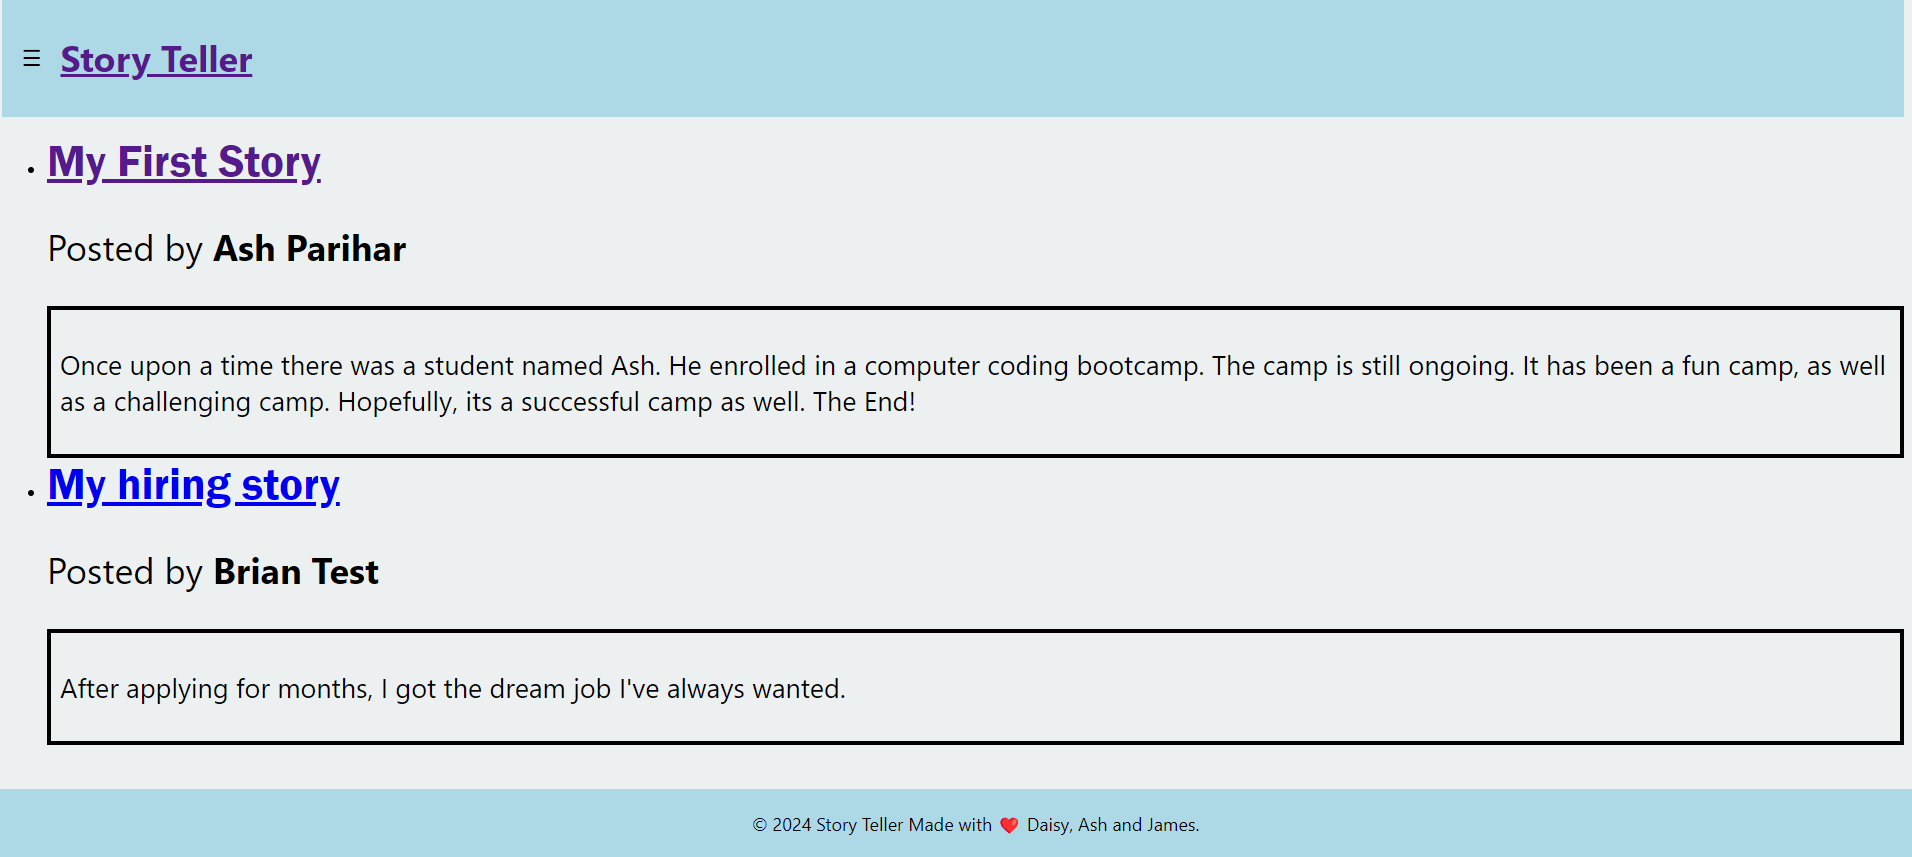 ☰ Story Teller
• My First Story
Posted by Ash Parihar
Once upon a time there was a student named Ash. He enrolled in a computer coding bootcamp. The camp is still ongoing. It has been a fun camp, as well
as a challenging camp. Hopefully, its a successful camp as well. The End!
• My hiring story
Posted by Brian Test
After applying for months, I got the dream job I've always wanted.
© 2024 Story Teller Made with ❤️ Daisy, Ash and James.